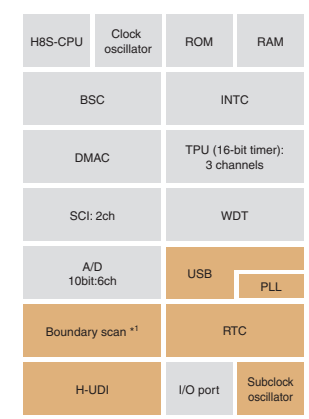 H8S-CPU
Clock
oscillator
ROM
RAM
BSC
INTC
DMAC
TPU (16-bit timer):
3 channels
SCI: 2ch
WDT
A/D
10bit:6ch
USB
PLL
Boundary scan *1
RTC
H-UDI
I/O port
Subclock
oscillator